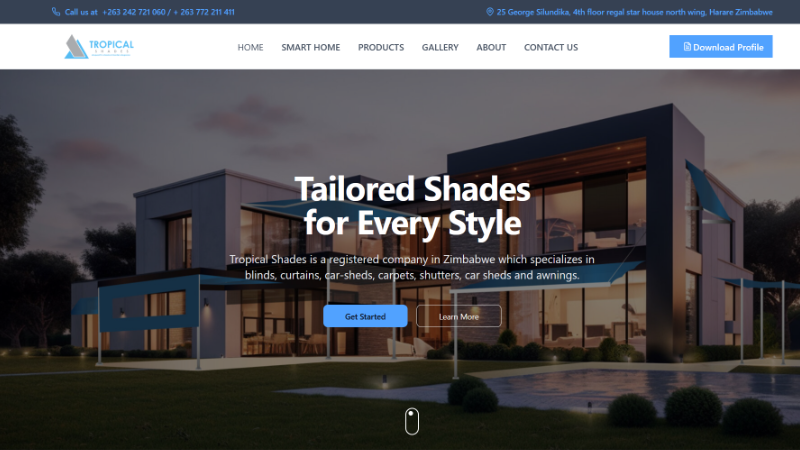 Call us at +263 242 721 060 / + 263 772 211 411
25 George Silundika, 4th floor regal star house north wing, Harare Zimbabwe
TROPICAL
SHADES
HOME SMART HOME PRODUCTS GALLERY ABOUT CONTACT US
Download Profile
Tailored Shades
for Every Style
Tropical Shades is a registered company in Zimbabwe which specializes in
blinds, curtains, car-sheds, carpets, shutters, car sheds and awnings.
Get Started
Learn More